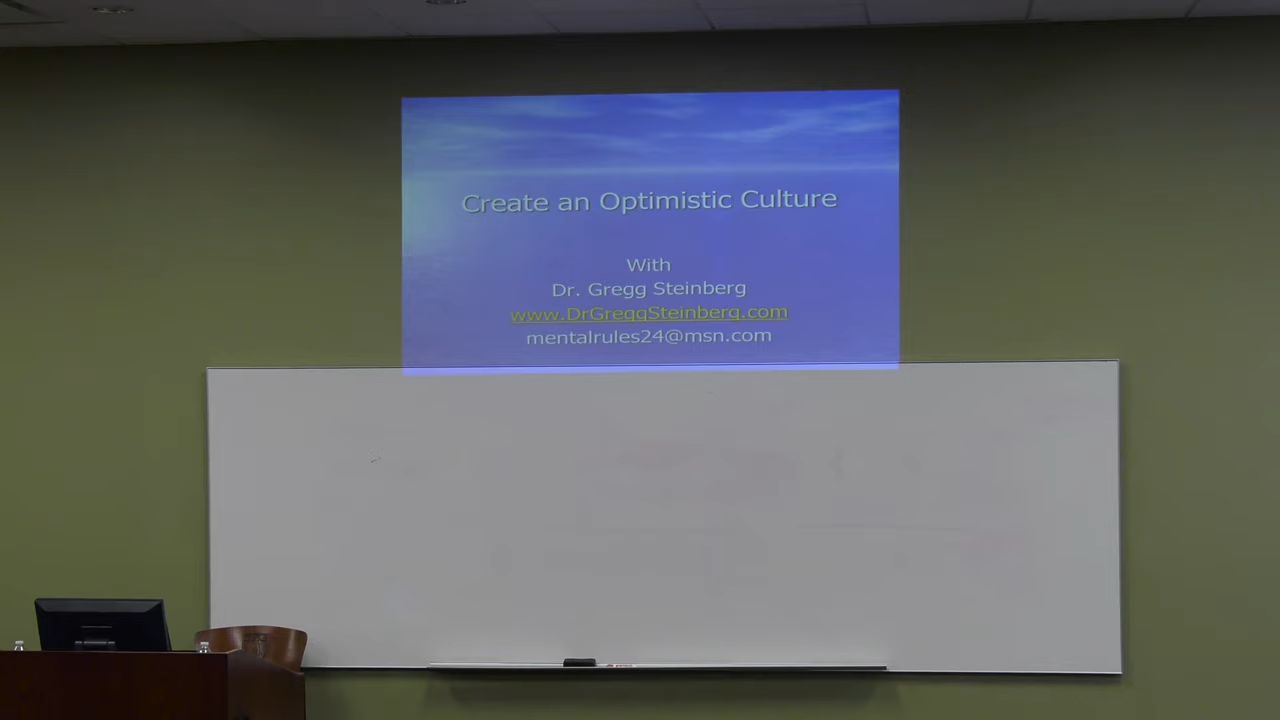 Create an Optimistic Culture
With
Dr. Gregg Steinberg
www.DrGreggSteinberg.com
mentalrules24@msn.com